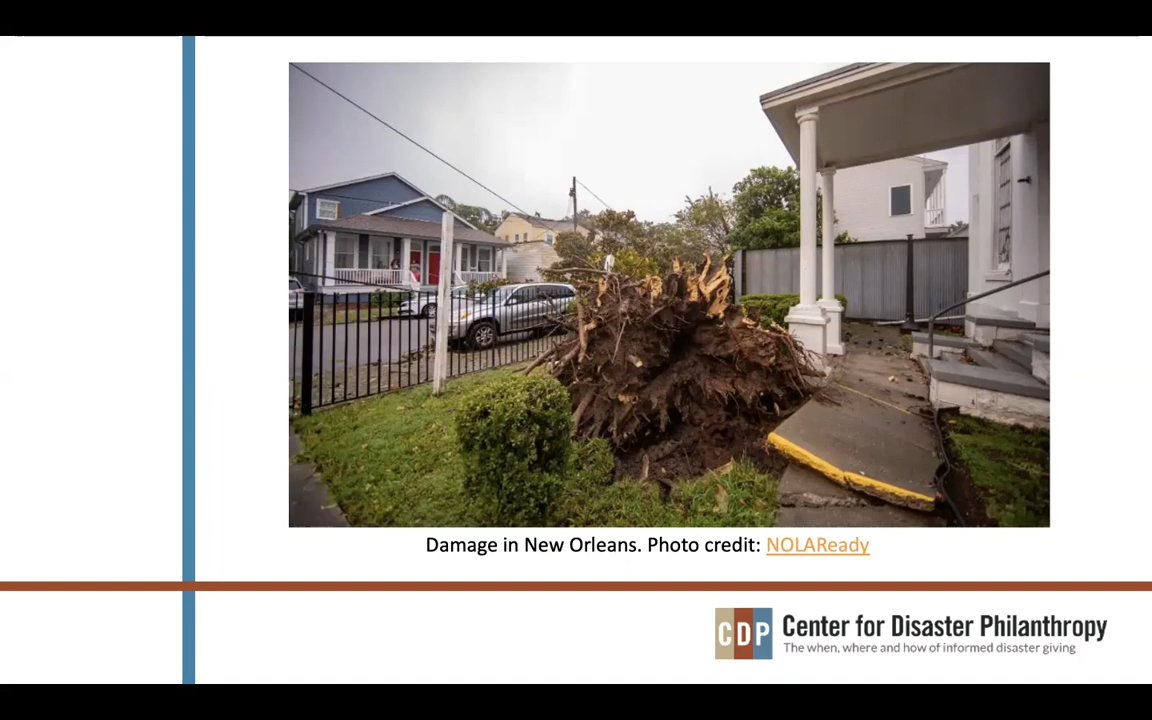 Damage in New Orleans. Photo credit: NOLAReady
CDP
Center for Disaster Philanthropy
The when, where and how of informed disaster giving